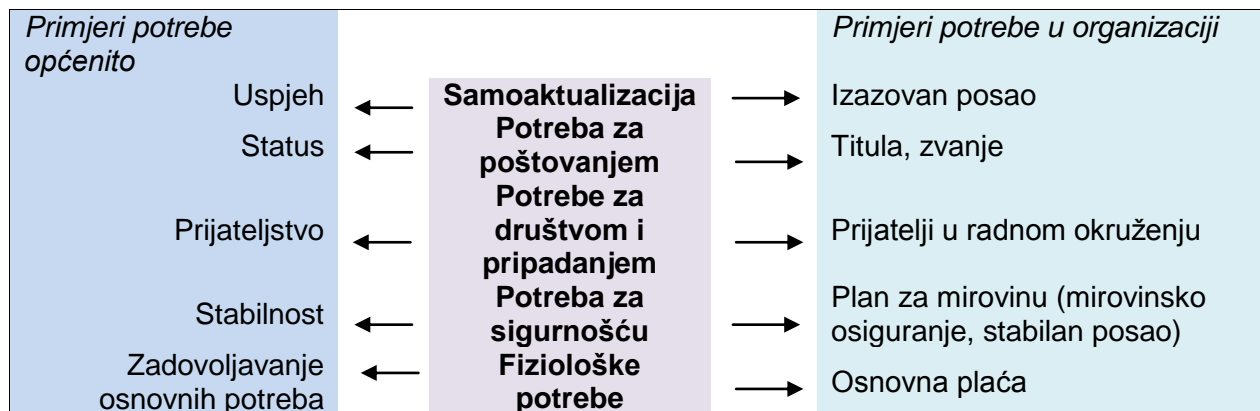 Primjeri potrebe
općenito
Primjeri potrebe u organizaciji
Uspjeh
Samoaktualizacija
Izazovan posao
Status
Potreba za
poštovanjem
Titula, zvanje
Prijateljstvo
Potrebe za
društvom i
pripadanjem
Prijatelji u radnom okruženju
Stabilnost
Potreba za
sigurnošću
Plan za mirovinu (mirovinsko
osiguranje, stabilan posao)
Zadovoljavanje
osnovnih potreba
Fiziološke
potrebe
Osnovna plaća